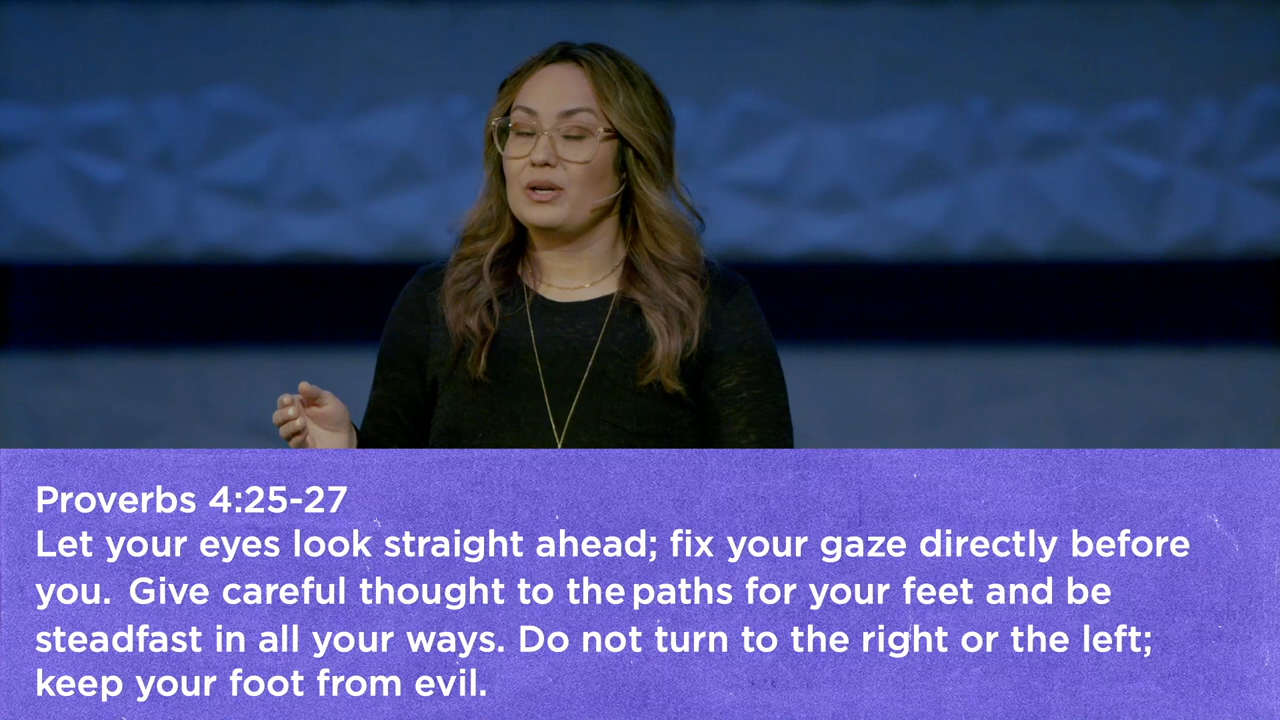 Proverbs 4:25-27
Let your eyes look straight ahead; fix your gaze directly before
you. Give careful thought to the paths for your feet and be
steadfast in all your ways. Do not turn to the right or the left;
keep your foot from evil.